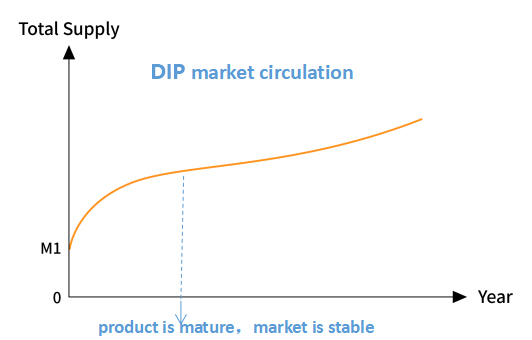 Total Supply
DIP market circulation
M1
0
Year
product is mature，market is stable